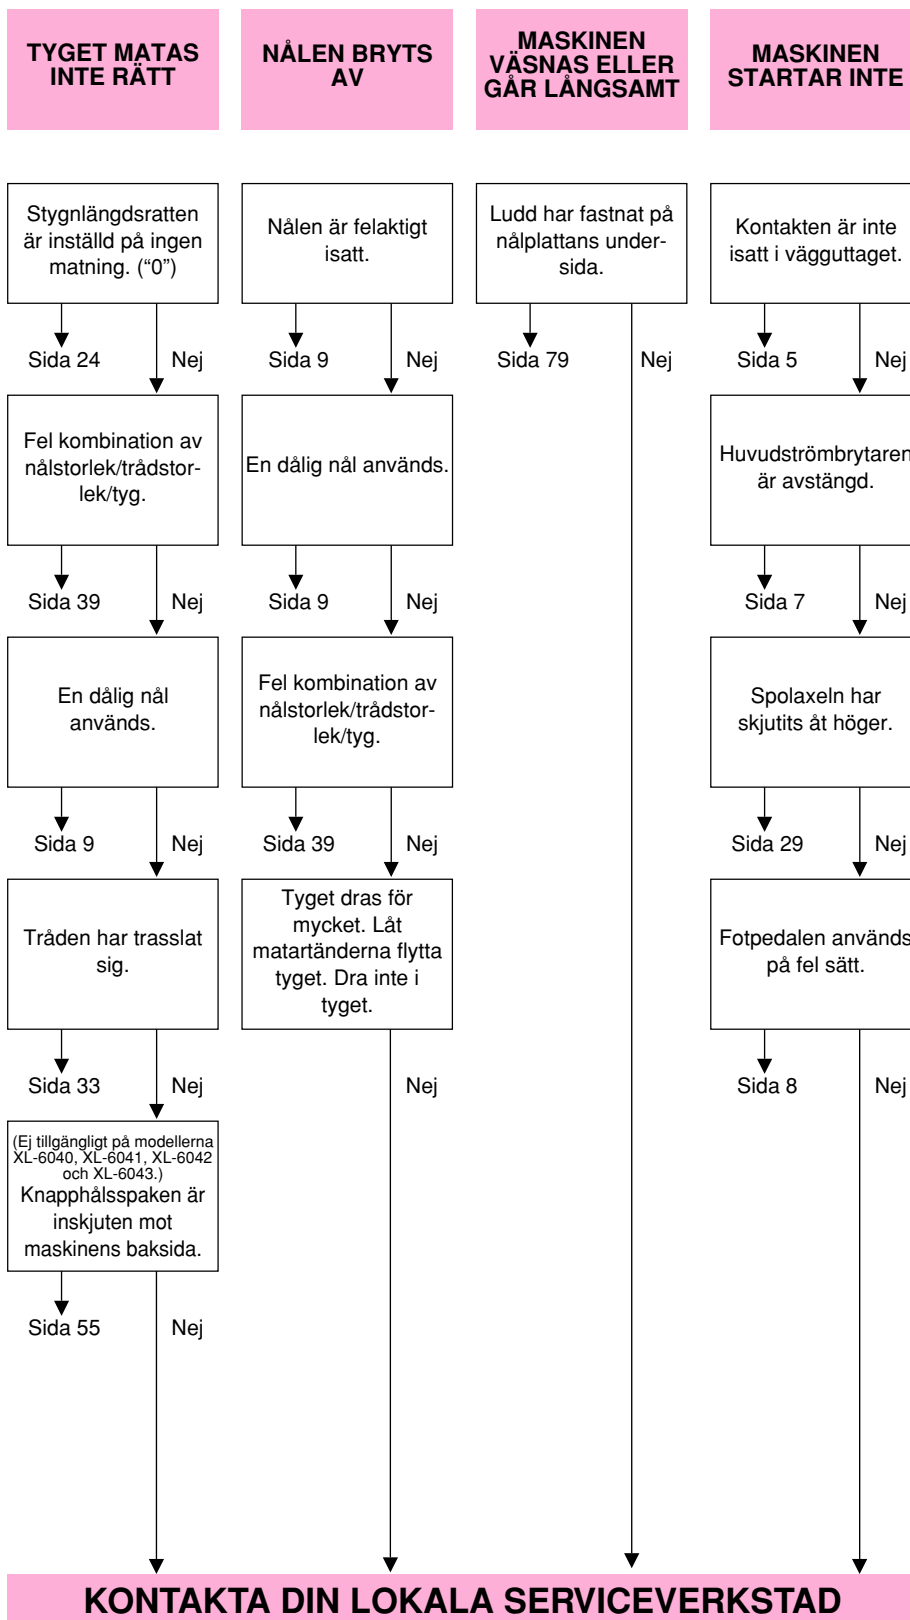 TYGET MATAS
INTE RÄTT
Stygnlängdsratten
är inställd på ingen
matning. (“0”)
Sida 24
Nej
Fel kombination av
nålstorlek/trådstor-
lek/tyg.
Sida 39
Nej
En dålig nål
används.
Sida 9
Nej
Tråden har trasslat
sig.
Sida 33
Nej
(Ej tillgängligt på modellerna
XL-6040, XL-6041, XL-6042
och XL-6043.)
Knapphålsspaken är
inskjuten mot
maskinens baksida.
Sida 55
Nej
NÅLEN BRYTS
AV
Nålen är felaktigt
isatt.
Sida 9
Nej
En dålig nål används.
Sida 9
Nej
Fel kombination av
nålstorlek/trådstor-
lek/tyg.
Sida 39
Nej
Tyget dras för
mycket. Låt
matartänderna flytta
tyget. Dra inte i
tyget.
Nej
MASKINEN
VÄSNAS ELLER
GÅR LÅNGSAMT
Ludd har fastnat på
nålplattans under-
sida.
Sida 79
Nej
MASKINEN
STARTAR INTE
Kontakten är inte
isatt i vägguttaget.
Sida 5
Nej
Huvudströmbrytaren
är avstängd.
Sida 7
Nej
Spolaxeln har
skjutits åt höger.
Sida 29
Nej
Fotpedalen används
på fel sätt.
Sida 8
Nej
KONTAKTA DIN LOKALA SERVICEVERKSTAD